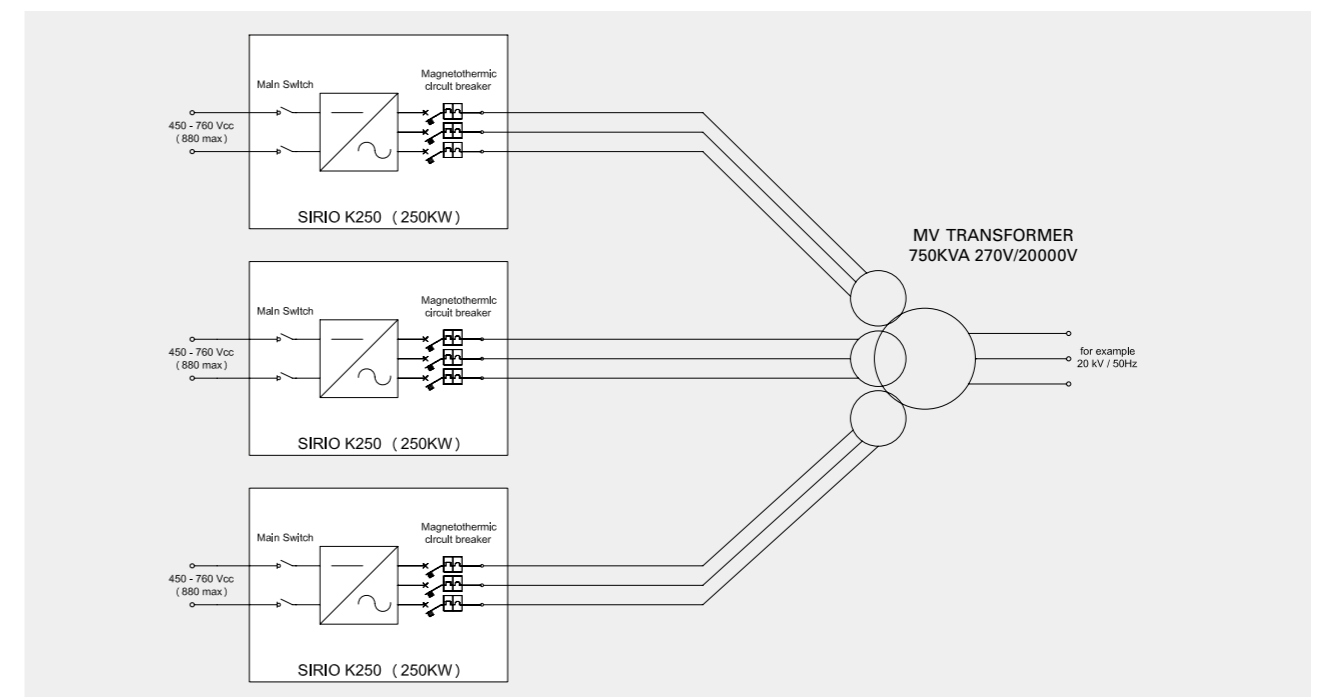 Main Switch
Magnetothermic
circuit breaker
450 - 760 Vcc
( 880 max )
SIRIO K250 ( 250KW )
MV TRANSFORMER
750KVA 270V/20000V
Main Switch
Magnetothermic
circuit breaker
450 - 760 Vcc
( 880 max )
for example
20 kV / 50Hz
SIRIO K250 ( 250KW )
Main Switch
Magnetothermic
circuit breaker
450 - 760 Vcc
( 880 max )
SIRIO K250 ( 250KW )